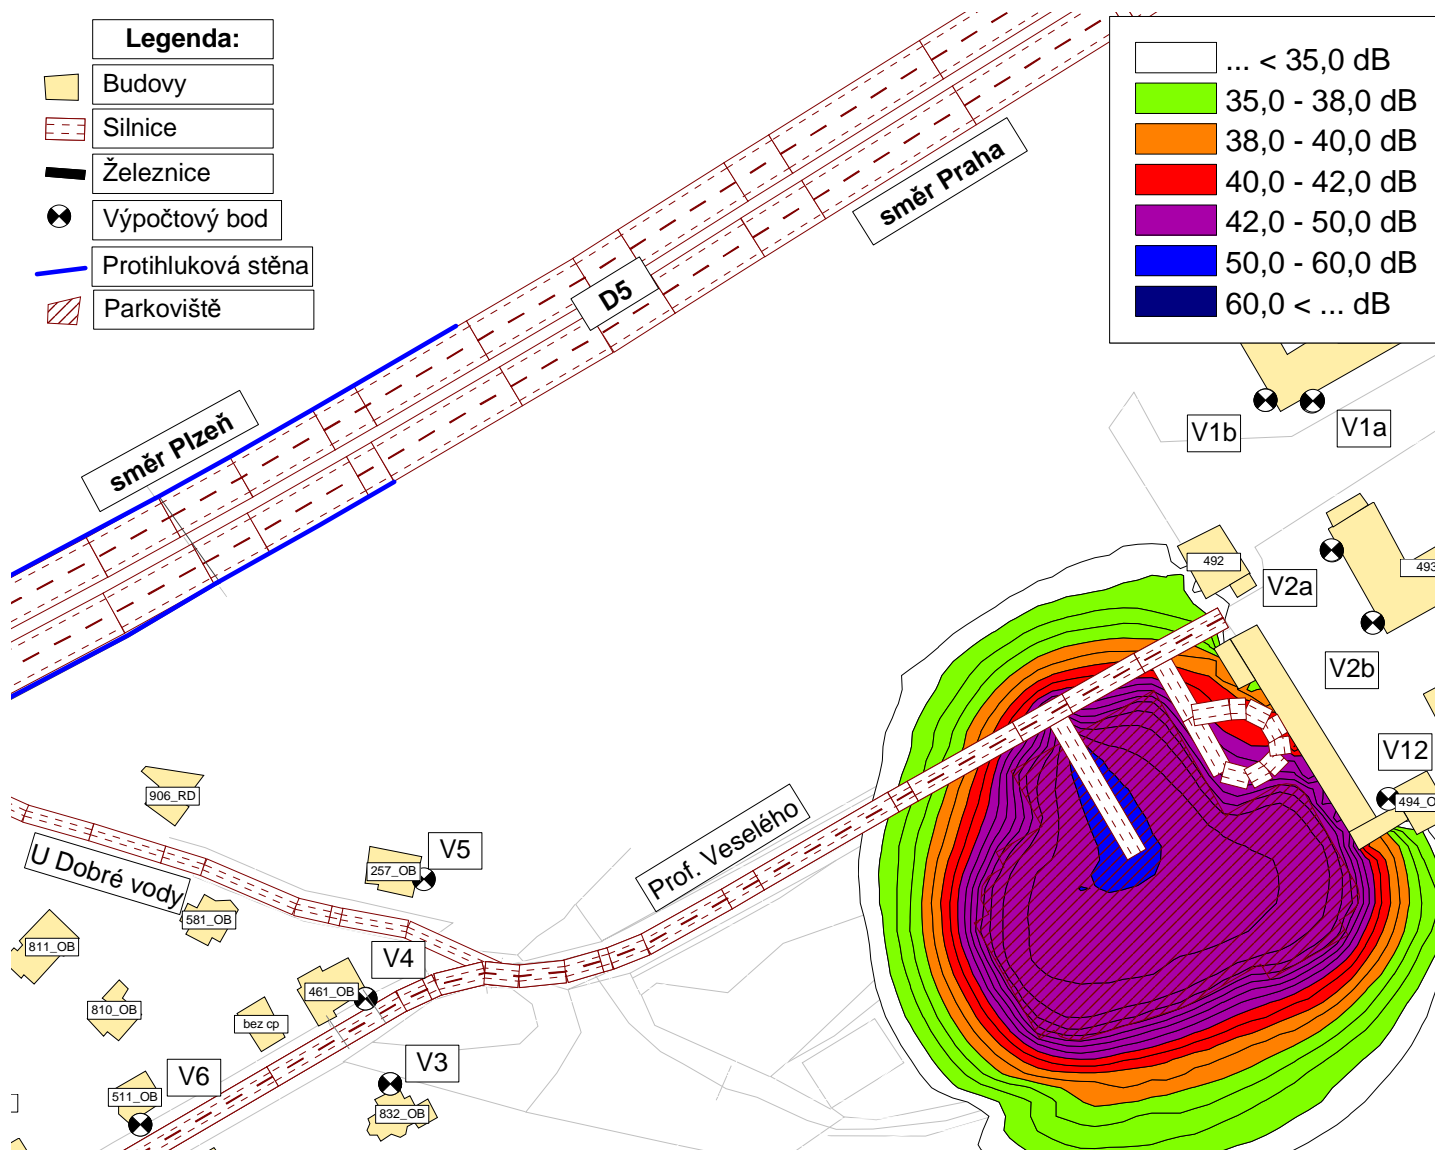 Legenda:
Budovy
Silnice
Železnice
Výpočtový bod
Protihluková stěna
Parkoviště
... < 35,0 dB
35,0 - 38,0 dB
38,0 - 40,0 dB
40,0 - 42,0 dB
42,0 - 50,0 dB
50,0 - 60,0 dB
60,0 < ... dB
směr Praha
D5
směr Plzeň
V1b
V1a
492
493
V2a
V2b
V12
494_O
906_RD
Prof. Veselého
U Dobré vody
V5
257_OB
581_OB
811_OB
V4
461_OB
810_OB
bez cp
V3
V6
511_OB
832_OB